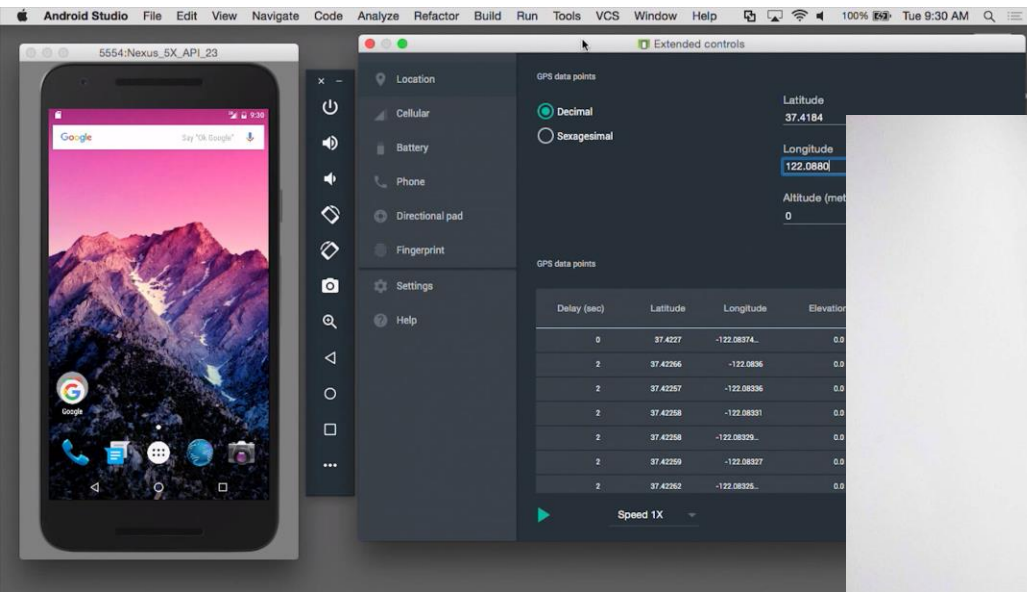 Android Studio File Edit View Navigate Code Analyze Refactor Build Run Tools VCS Window Help 100% Tue 9:30 AM
5554:Nexus_5X_API_23
Extended controls
9:30
Google
Say "Ok Google"
Google
Location
Cellular
Battery
Phone
Directional pad
Fingerprint
Settings
Help
GPS data points
Decimal
Sexagesimal
Latitude
37.4184
Longitude
122.0880
Altitude (met
0
GPS data points
Delay (sec) Latitude Longitude Elevation
0 37.4227 -122.08374... 0.0
2 37.42266 -122.0836 0.0
2 37.42257 -122.08336 0.0
2 37.42258 -122.08331 0.0
2 37.42258 -122.08329... 0.0
2 37.42259 -122.08327 0.0
2 37.42262 -122.08325... 0.0
Speed 1X